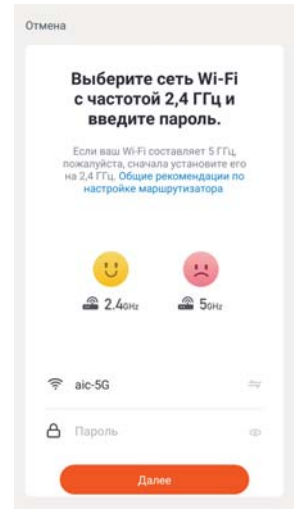 Отмена
Выберите сеть Wi-Fi
с частотой 2,4 ГГц и
введите пароль.
Если ваш Wi-Fi составляет 5 ГГц,
пожалуйста, сначала установите его
на 2,4 ГГц. Общие рекомендации по
настройке маршрутизатора
2.4GHz 5GHz
aic-5G
Пароль
Далее